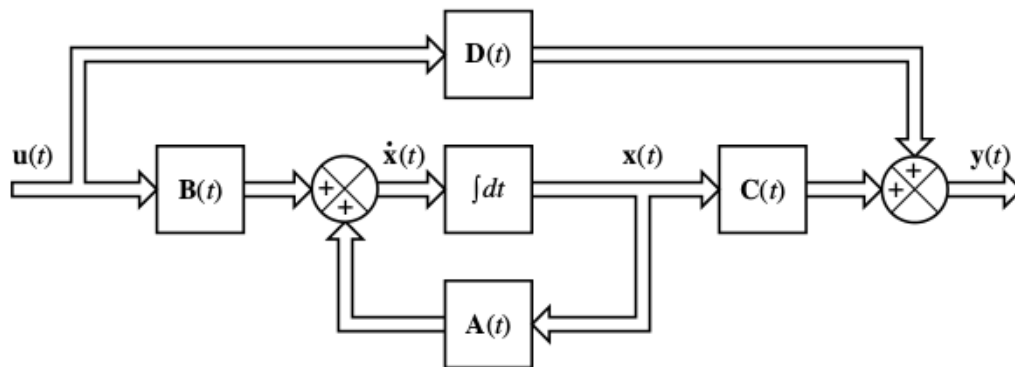 D(t)
u(t)
B(t)
+
+
ẋ(t)
∫dt
x(t)
C(t)
+
+
y(t)
A(t)